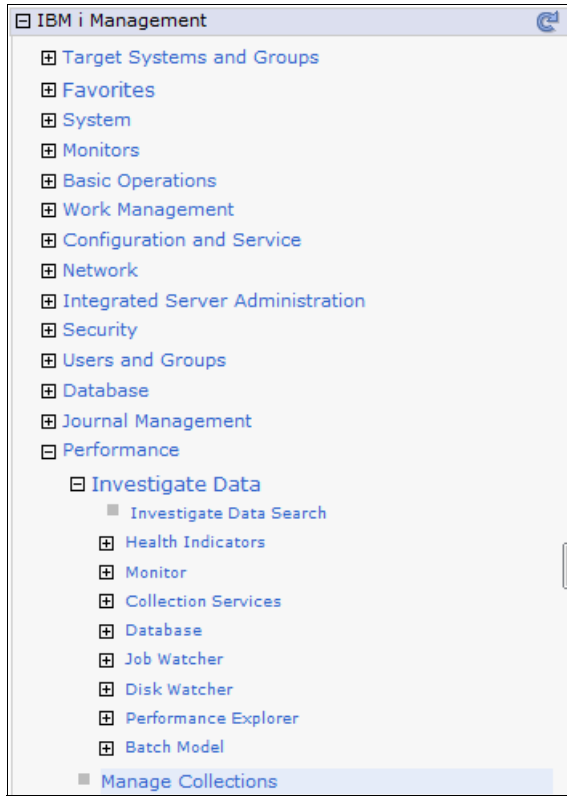 IBM i Management
Target Systems and Groups
Favorites
System
Monitors
Basic Operations
Work Management
Configuration and Service
Network
Integrated Server Administration
Security
Users and Groups
Database
Journal Management
Performance
Investigate Data
Investigate Data Search
Health Indicators
Monitor
Collection Services
Database
Job Watcher
Disk Watcher
Performance Explorer
Batch Model
Manage Collections